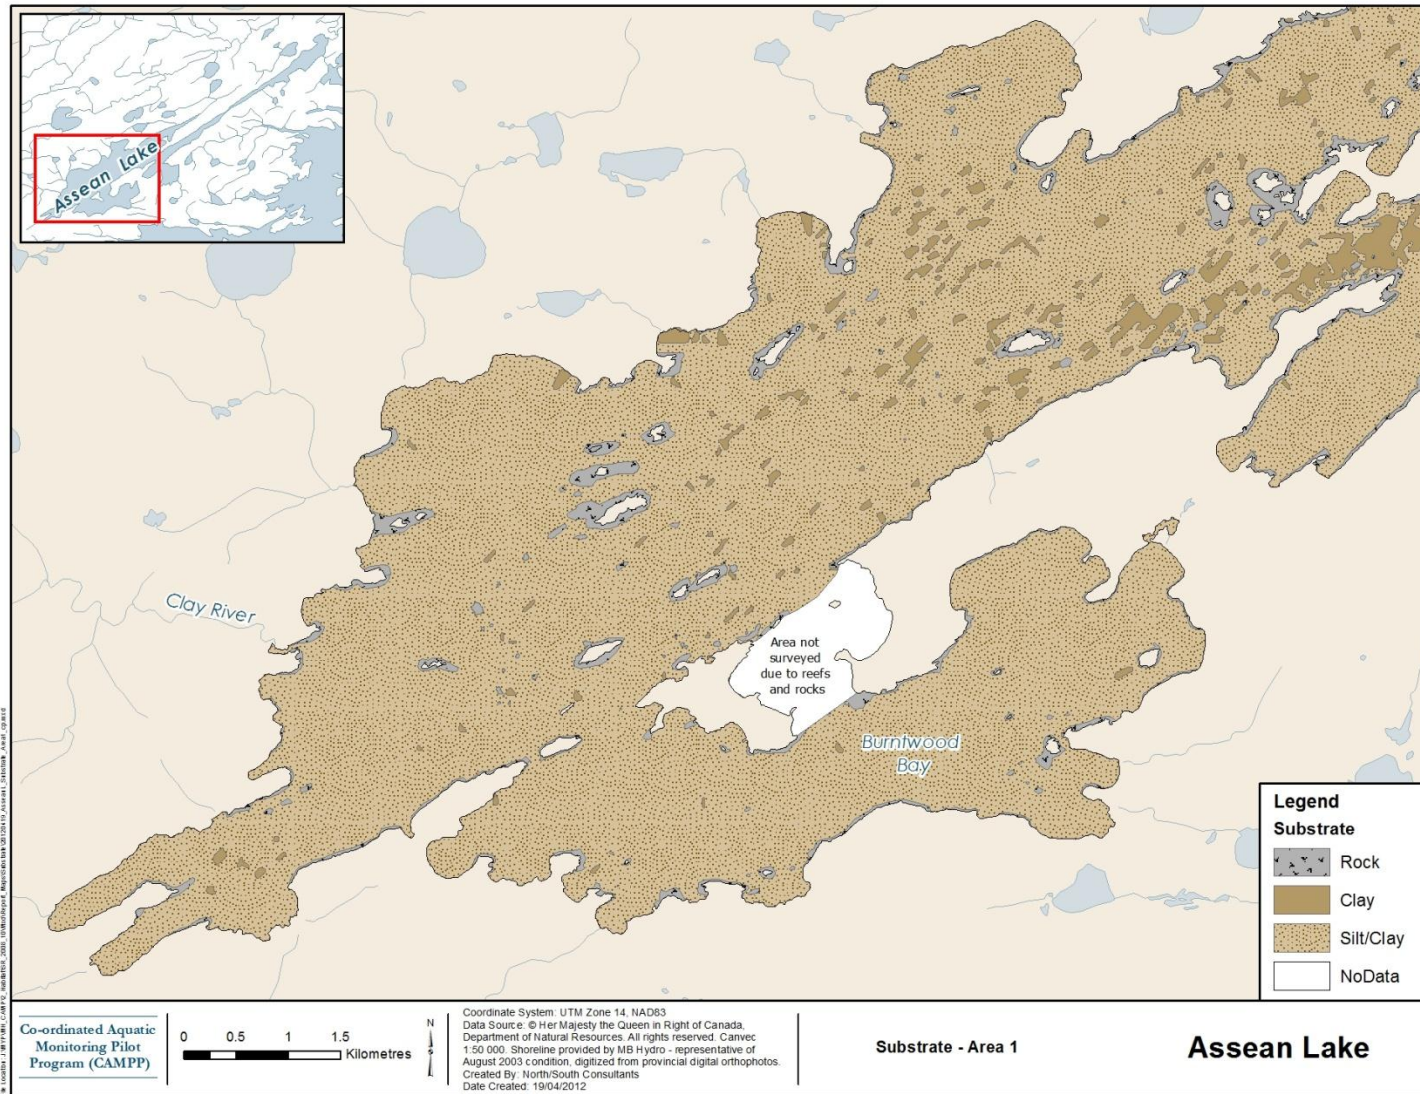 Assean Lake
Clay River
Area not
surveyed
due to reefs
and rocks
Burntwood
Bay
Legend
Substrate
Rock
Clay
Silt/Clay
NoData
Co-ordinated Aquatic
Monitoring Pilot
Program (CAMPP)
0 0.5 1 1.5
Kilometres
N
S
Coordinate System: UTM Zone 14, NAD83
Data Source: © Her Majesty the Queen in Right of Canada,
Department of Natural Resources. All rights reserved. Canvec
1:50 000. Shoreline provided by MB Hydro - representative of
August 2003 condition, digitized from provincial digital orthophotos.
Created By: North/South Consultants
Date Created: 19/04/2012
Substrate - Area 1
Assean Lake